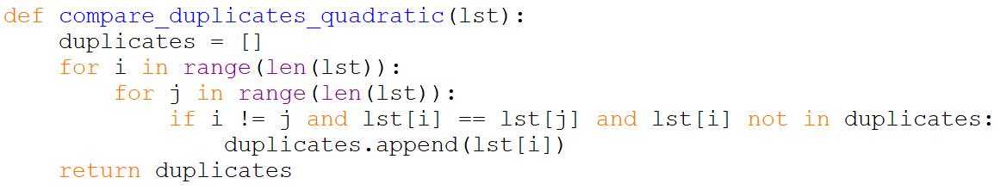 def compare_duplicates_quadratic(lst):
    duplicates = []
    for i in range(len(lst)):
        for j in range(len(lst)):
            if i != j and lst[i] == lst[j] and lst[i] not in duplicates:
                duplicates.append(lst[i])
    return duplicates